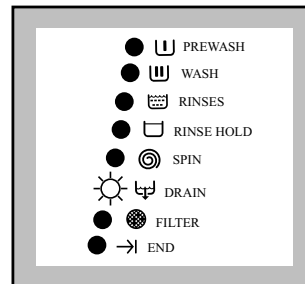 PREWASH
WASH
RINSES
RINSE HOLD
SPIN
DRAIN
FILTER
END